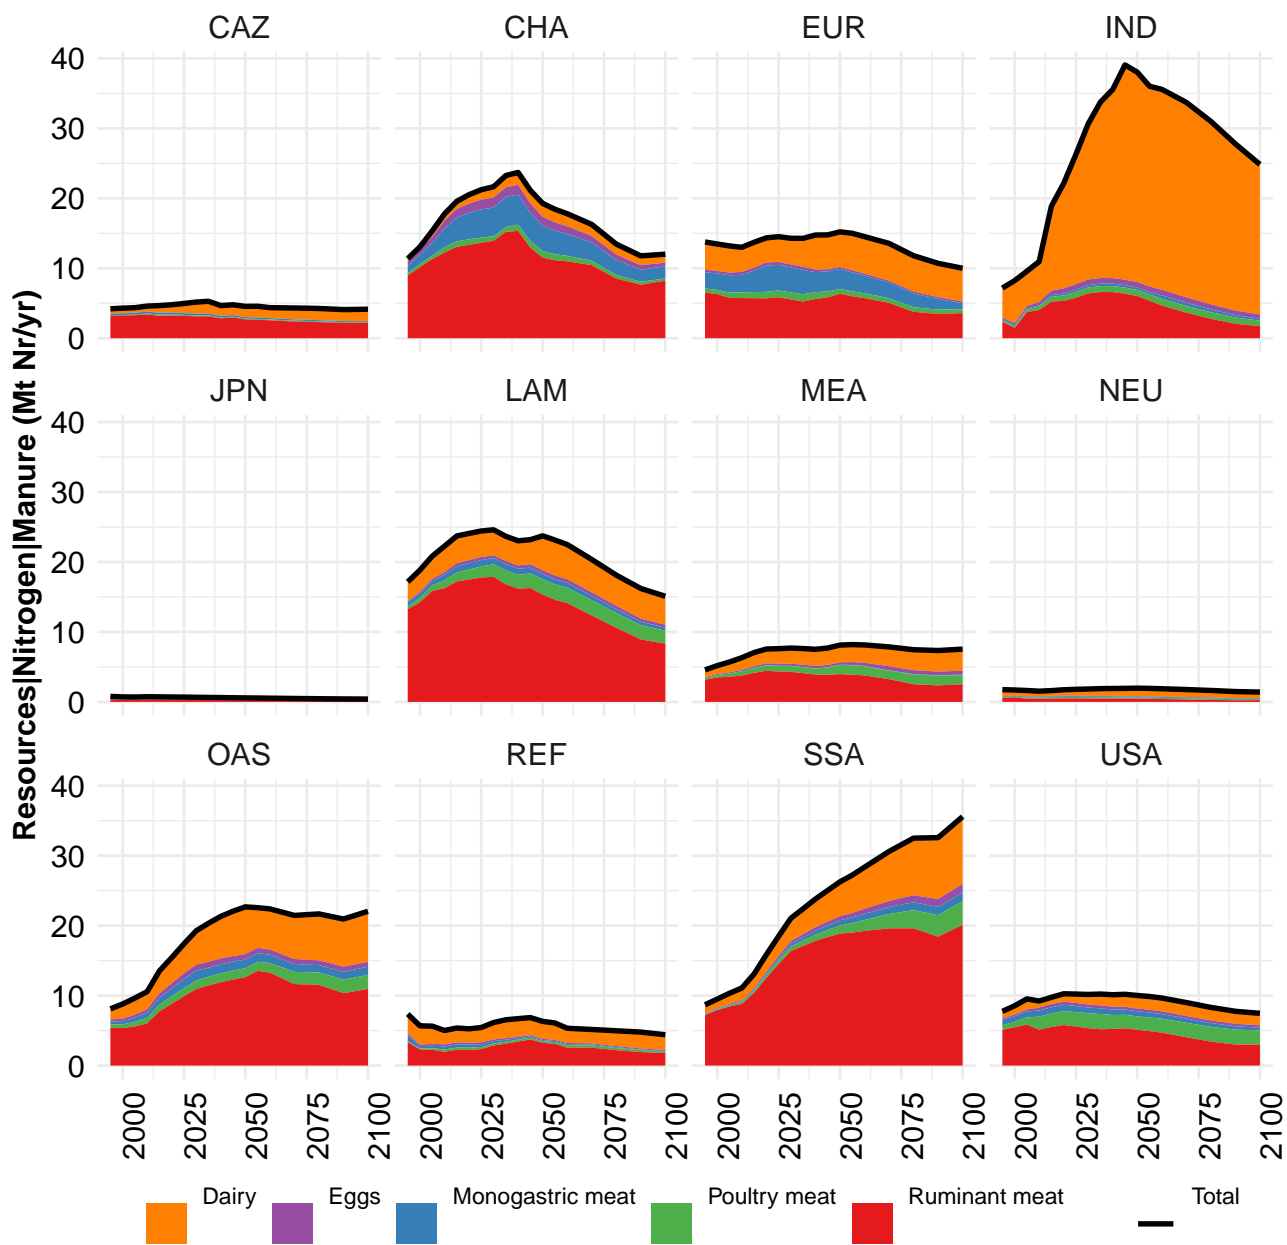 CAZ CHA EUR IND
40
30
20
10
0
JPN LAM MEA NEU
40
30
20
10
0
OAS REF SSA USA
40
30
20
10
0
Resources|Nitrogen|Manure (Mt Nr/yr)
2000 2025 2050 2075 2100 2000 2025 2050 2075 2100 2000 2025 2050 2075 2100 2000 2025 2050 2075 2100
Dairy Eggs Monogastric meat Poultry meat Ruminant meat Total